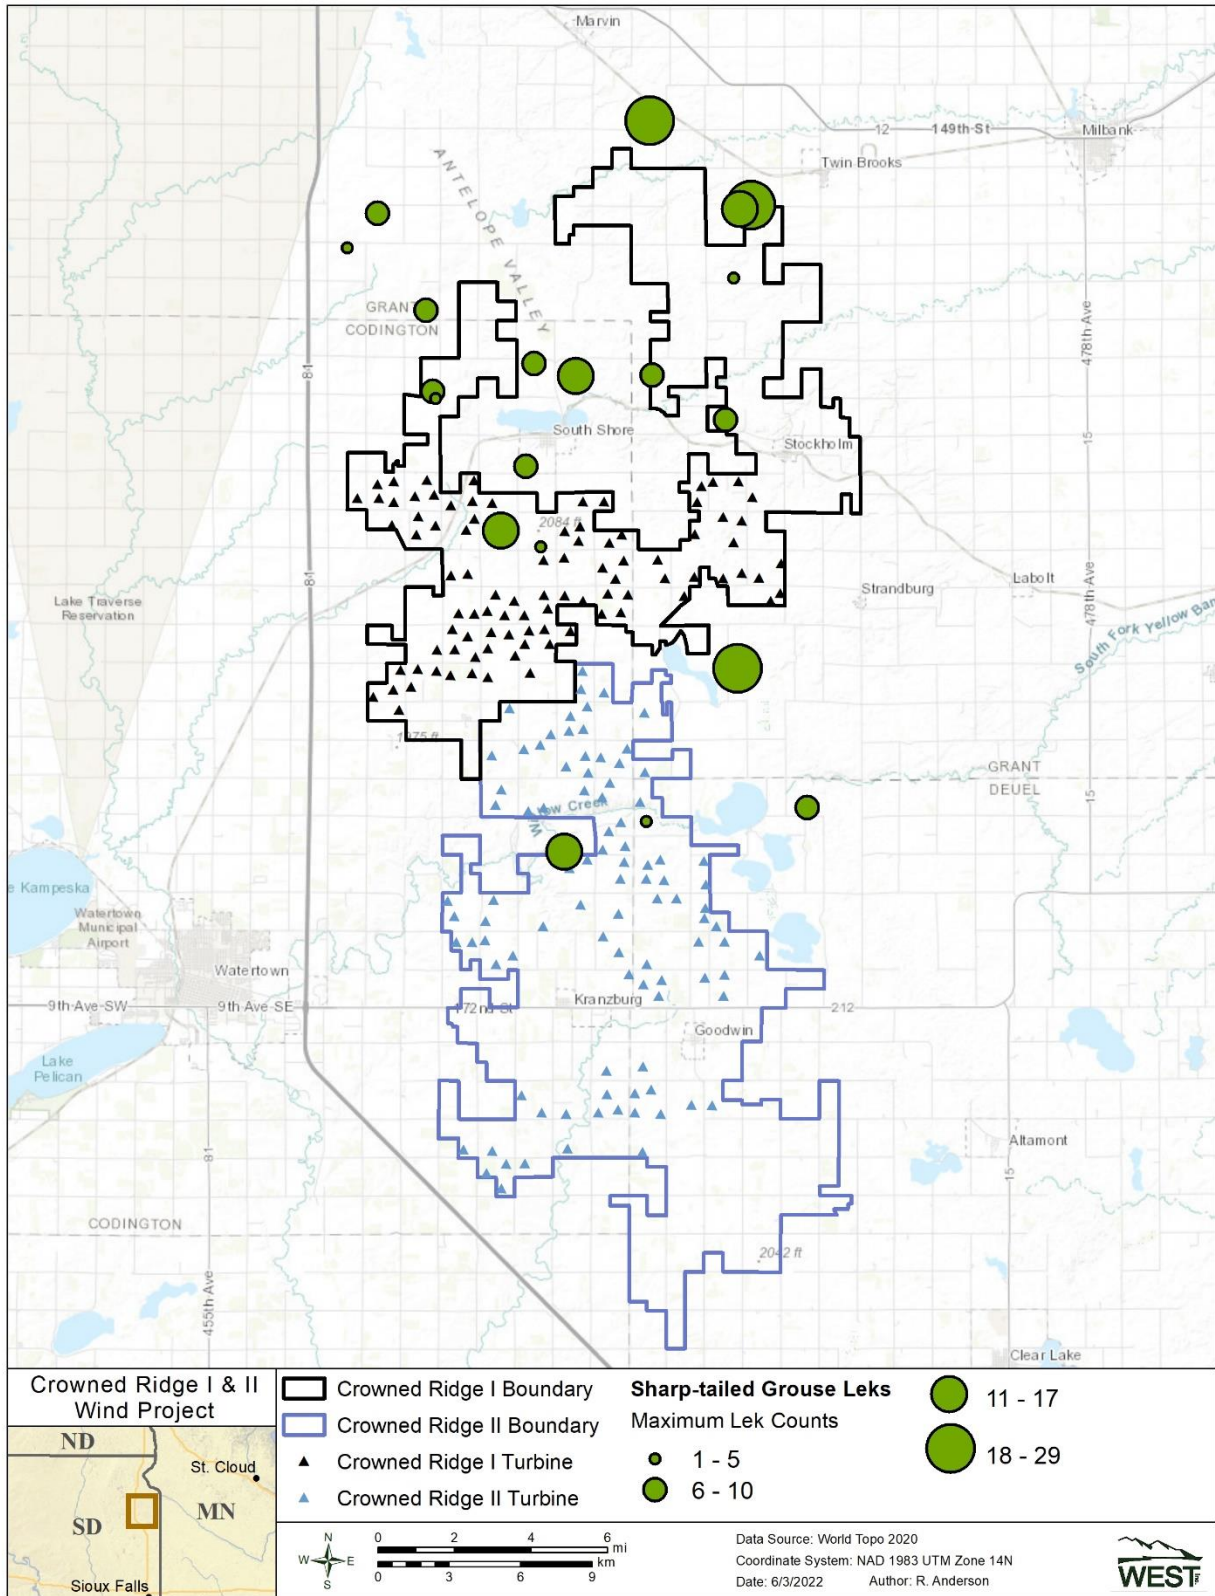 Marvin
12
149th St
Milbank
Twin Brooks
ANTELOPE VALLEY
GRANT
CODINGTON
81
478th Ave
South Shore
Stockholm
15
2084 ft
81
Lake Traverse
Reservation
Strandburg
Labolt
478th Ave
South Fork Yellow Ban
1975 ft
GRANT
DEUEL
15
Creek
e Kampeska
Watertown
Municipal
Airport
Watertown
9th Ave SW
9th Ave SE
172nd St
Kranzburg
212
Goodwin
Lake
Pelican
Altamont
81
15
CODINGTON
2042 ft
455th Ave
Clear Lake
Crowned Ridge I & II
Wind Project
ND
St. Cloud
SD
MN
Sioux Falls
Crowned Ridge I Boundary
Crowned Ridge II Boundary
Crowned Ridge I Turbine
Crowned Ridge II Turbine
Sharp-tailed Grouse Leks
Maximum Lek Counts
1 - 5
6 - 10
11 - 17
18 - 29
N
W E
S
0 2 4 6
mi
km
0 3 6 9
Data Source: World Topo 2020
Coordinate System: NAD 1983 UTM Zone 14N
Date: 6/3/2022 Author: R. Anderson
WEST Inc.